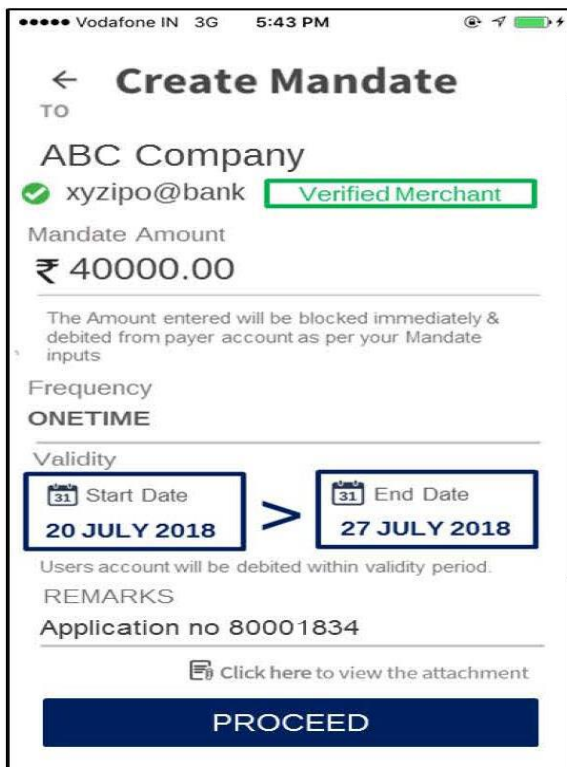 Vodafone IN 3G 5:43 PM
← Create Mandate
TO
ABC Company
xyzipo@bank Verified Merchant
Mandate Amount
₹ 40000.00
The Amount entered will be blocked immediately &
debited from payer account as per your Mandate
inputs
Frequency
ONETIME
Validity
31 Start Date > 31 End Date
20 JULY 2018 27 JULY 2018
Users account will be debited within validity period.
REMARKS
Application no 80001834
Click here to view the attachment
PROCEED